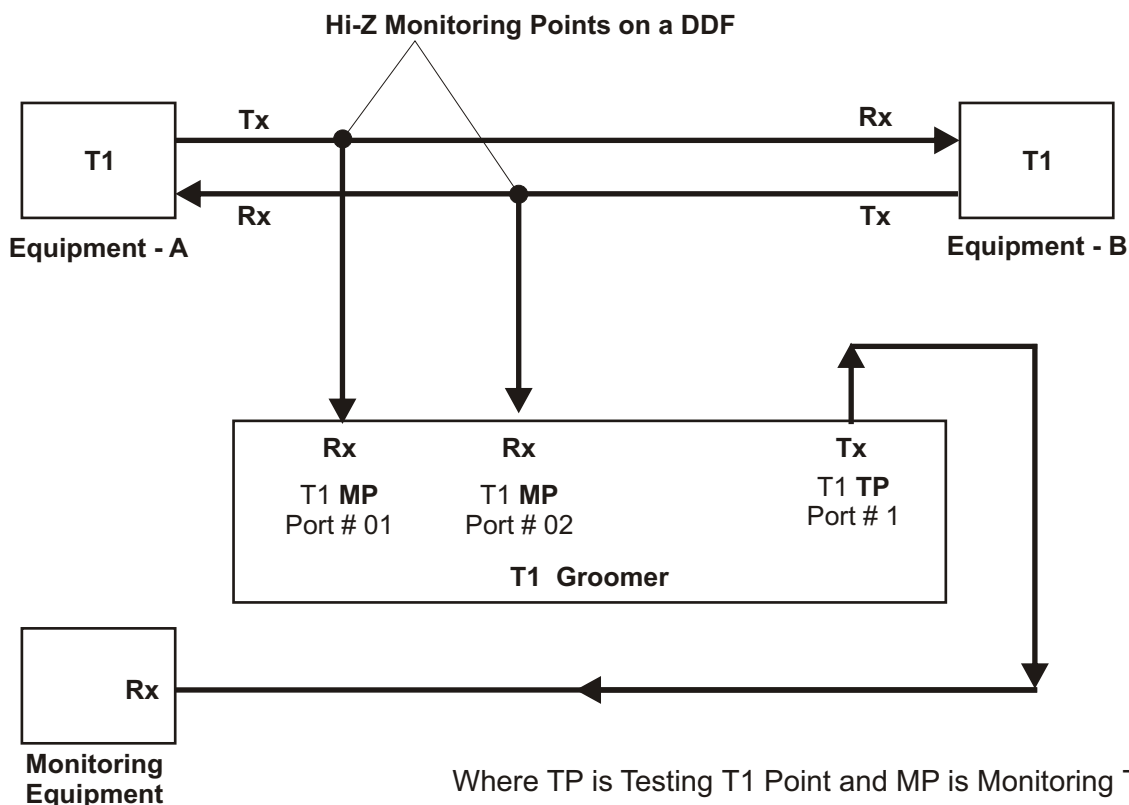 Hi-Z Monitoring Points on a DDF
Tx
Rx
T1
T1
Rx
Tx
Equipment - A
Equipment - B
Rx
Rx
Tx
T1 MP
T1 MP
T1 TP
Port # 01
Port # 02
Port # 1
T1 Groomer
Rx
Monitoring
Equipment
Where TP is Testing T1 Point and MP is Monitoring